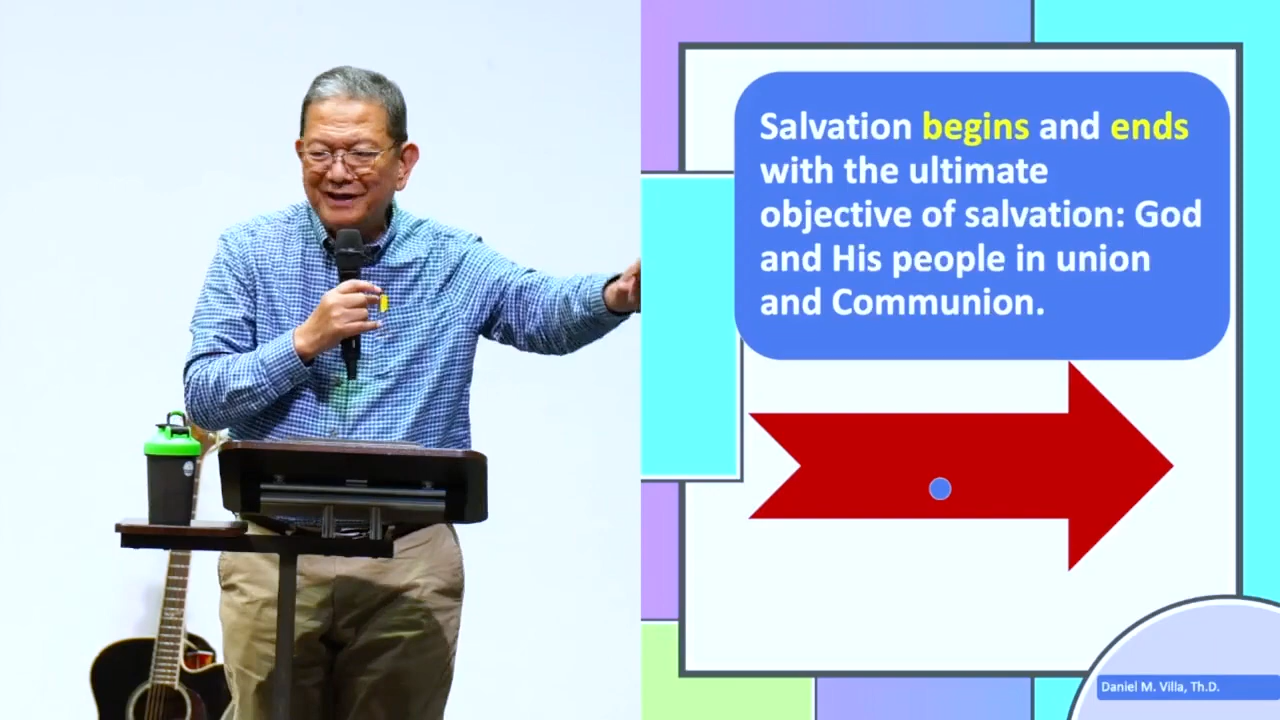 Salvation begins and ends
with the ultimate
objective of salvation: God
and His people in union
and Communion.
Daniel M. Villa, Th.D.